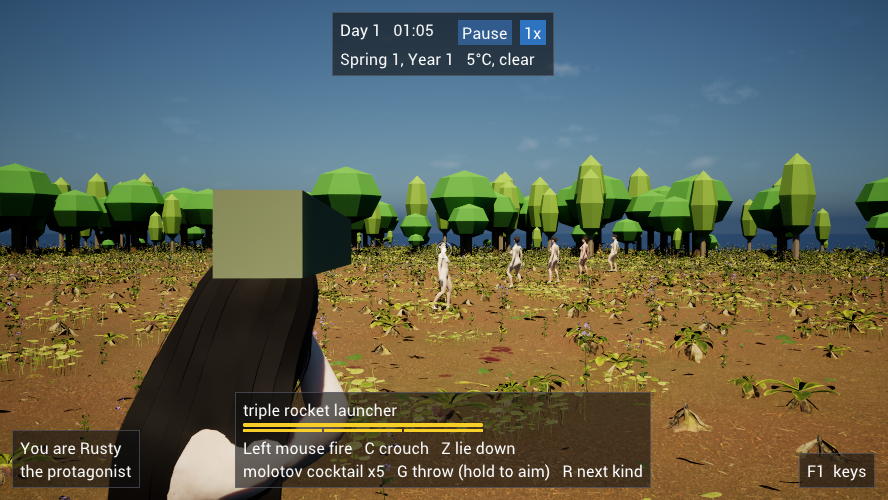 Day 1 01:05 Pause 1x
Spring 1, Year 1 5°C, clear
triple rocket launcher
Left mouse fire C crouch Z lie down
molotov cocktail x5 G throw (hold to aim) R next kind
You are Rusty
the protagonist
F1 keys